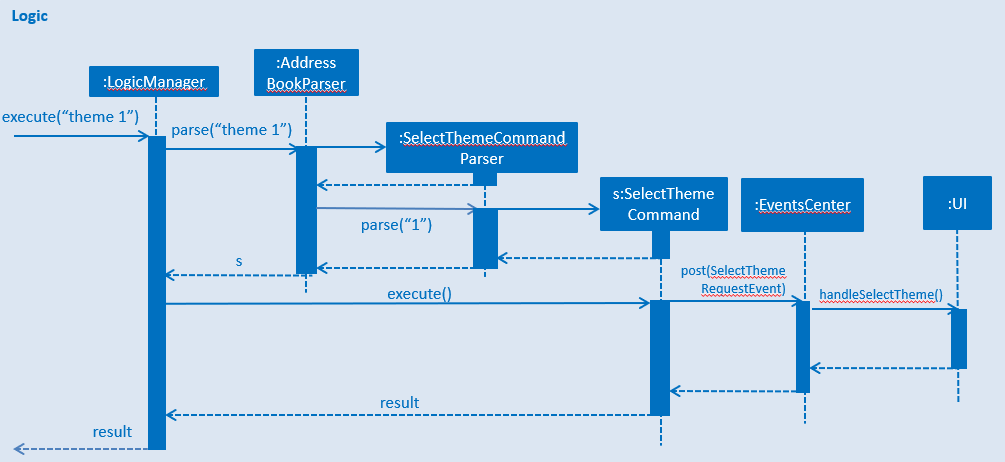 Logic
:Address
BookParser
:LogicManager
execute(“theme 1”)
parse(“theme 1”)
:SelectThemeCommand
Parser
s:SelectTheme
Command
:EventsCenter
:UI
parse(“1”)
s
post(SelectTheme
RequestEvent)
execute()
handleSelectTheme()
result
result